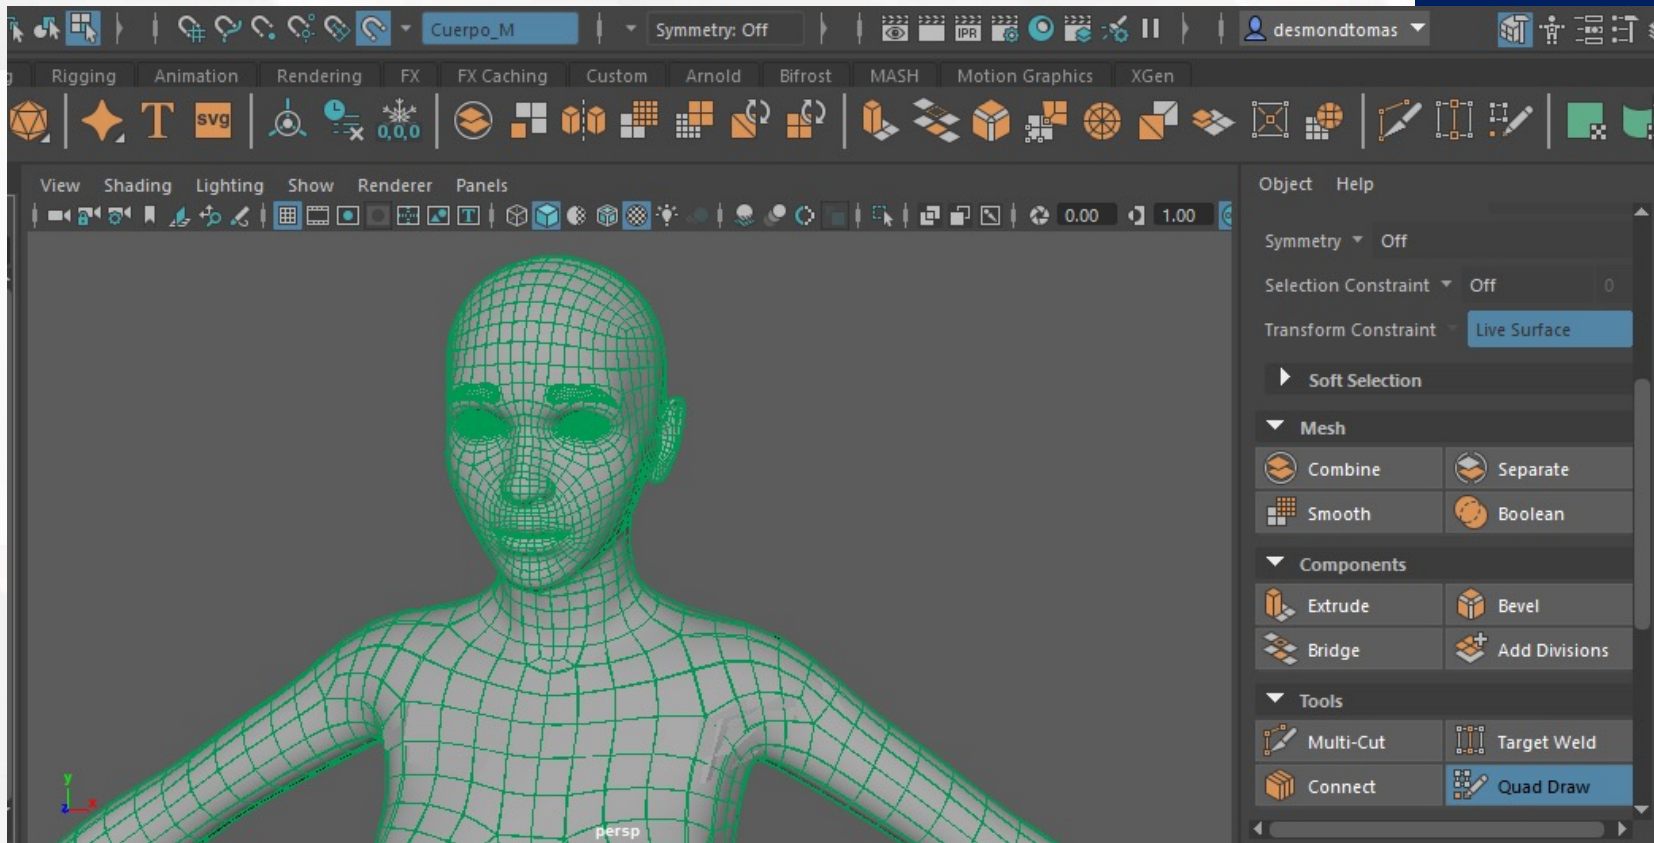 Cuerpo_M
Symmetry: Off
IPR
desmondtomas
Rigging Animation Rendering FX FX Caching Custom Arnold Bifrost MASH Motion Graphics XGen
T svg 0,0,0
View Shading Lighting Show Renderer Panels
T 0.00 1.00
Object Help
Symmetry Off
Selection Constraint Off 0
Transform Constraint Live Surface
Soft Selection
Mesh
Combine Separate
Smooth Boolean
Components
Extrude Bevel
Bridge Add Divisions
Tools
Multi-Cut Target Weld
Connect Quad Draw
y
z x
persp